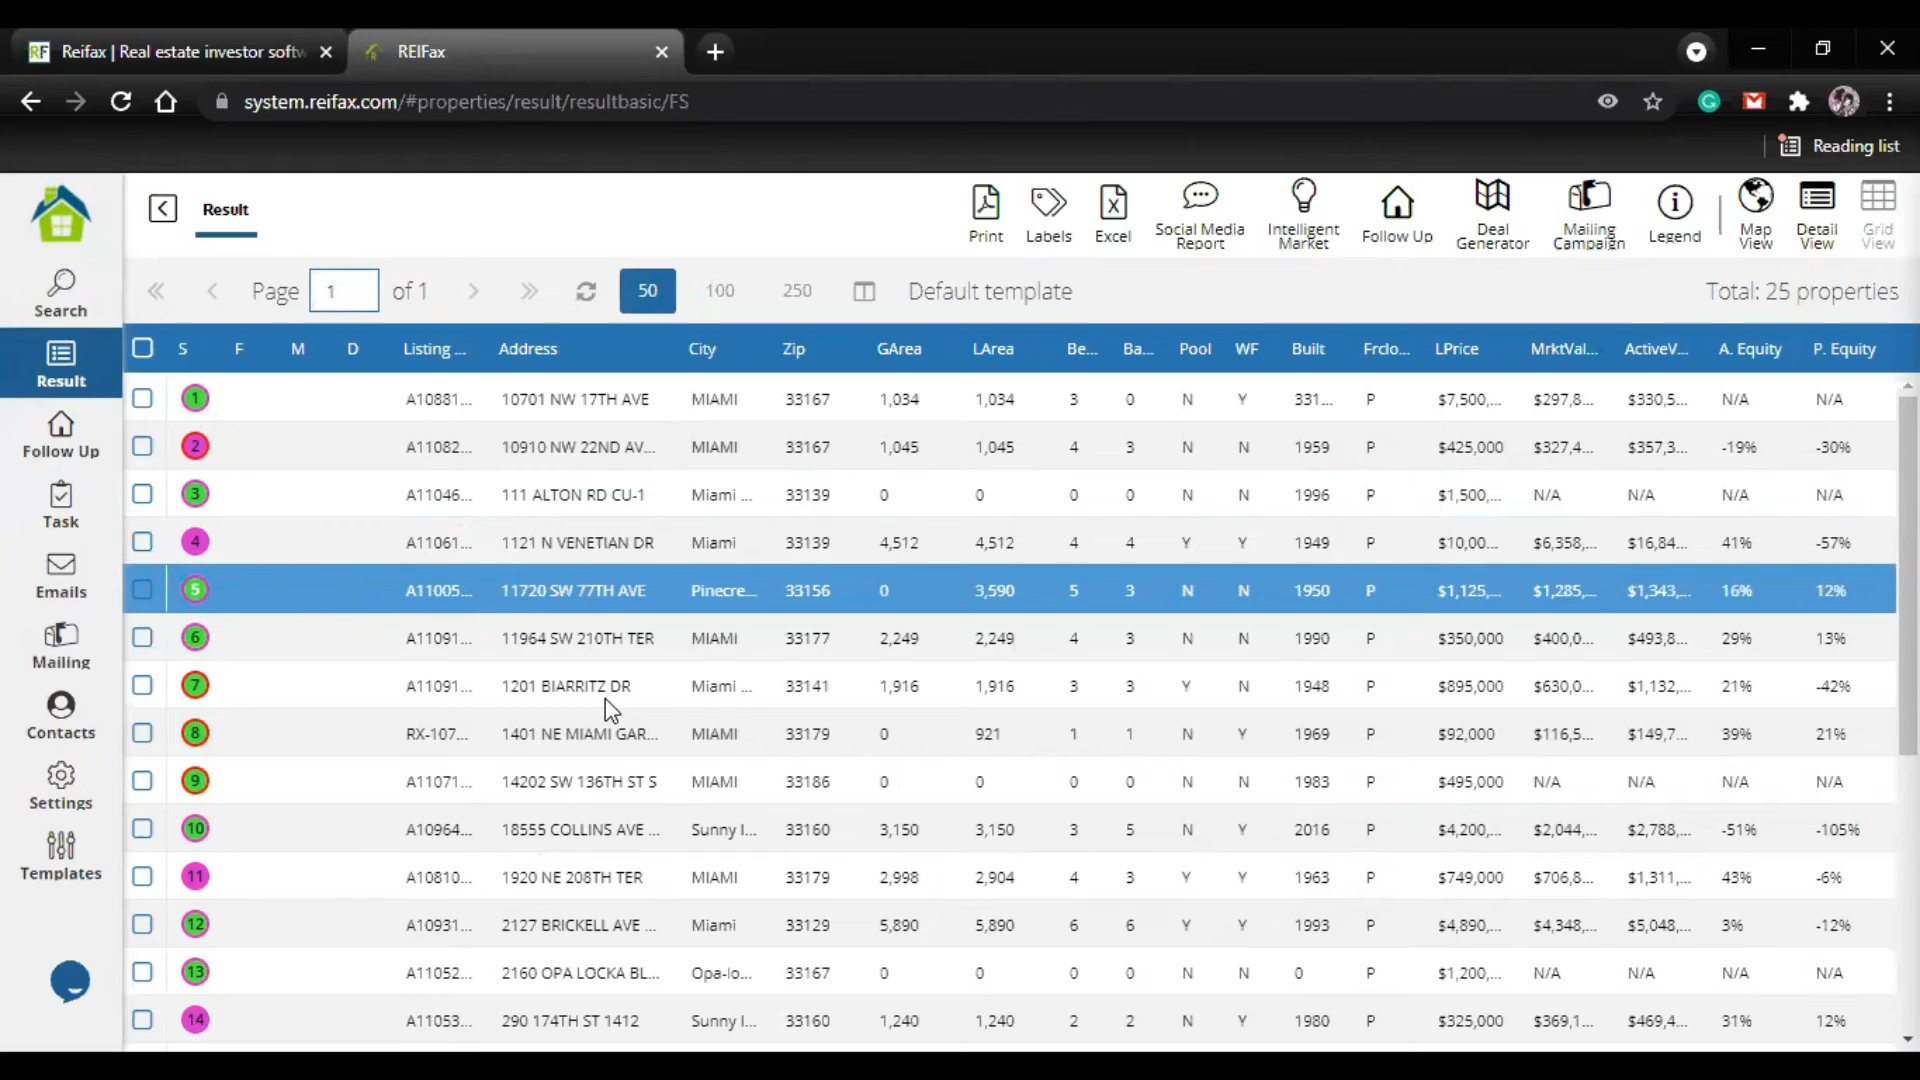 RF Reifax | Real estate investor softw
REIFax
system.reifax.com/#properties/result/resultbasic/FS
Reading list
Result
Print
Labels
Excel
Social Media Report
Intelligent Market
Follow Up
Deal Generator
Mailing Campaign
Legend
Map View
Detail View
Grid View
Search
Result
Follow Up
Task
Emails
Mailing
Contacts
Settings
Templates
Page 1 of 1 50 100 250 Default template Total: 25 properties
S F M D Listing ... Address City Zip GArea LArea Be... Ba... Pool WF Built Frclo... LPrice MrktVal... ActiveV... A. Equity P. Equity
1 A10881... 10701 NW 17TH AVE MIAMI 33167 1,034 1,034 3 0 N Y 331... P $7,500,... $297,8... $330,5... N/A N/A
2 A11082... 10910 NW 22ND AV... MIAMI 33167 1,045 1,045 4 3 N N 1959 P $425,000 $327,4... $357,3... -19% -30%
3 A11046... 111 ALTON RD CU-1 Miami ... 33139 0 0 0 0 N N 1996 P $1,500,... N/A N/A N/A N/A
4 A11061... 1121 N VENETIAN DR Miami 33139 4,512 4,512 4 4 Y Y 1949 P $10,00... $6,358,... $16,84... 41% -57%
5 A11005... 11720 SW 77TH AVE Pinecre... 33156 0 3,590 5 3 N N 1950 P $1,125,... $1,285,... $1,343,... 16% 12%
6 A11091... 11964 SW 210TH TER MIAMI 33177 2,249 2,249 4 3 N N 1990 P $350,000 $400,0... $493,8... 29% 13%
7 A11091... 1201 BIARRITZ DR Miami ... 33141 1,916 1,916 3 3 Y N 1948 P $895,000 $630,0... $1,132,... 21% -42%
8 RX-107... 1401 NE MIAMI GAR... MIAMI 33179 0 921 1 1 N Y 1969 P $92,000 $116,5... $149,7... 39% 21%
9 A11071... 14202 SW 136TH ST S MIAMI 33186 0 0 0 0 N N 1983 P $495,000 N/A N/A N/A N/A
10 A10964... 18555 COLLINS AVE ... Sunny I... 33160 3,150 3,150 3 5 N Y 2016 P $4,200,... $2,044,... $2,788,... -51% -105%
11 A10810... 1920 NE 208TH TER MIAMI 33179 2,998 2,904 4 3 Y Y 1963 P $749,000 $706,8... $1,311,... 43% -6%
12 A10931... 2127 BRICKELL AVE ... Miami 33129 5,890 5,890 6 6 Y Y 1993 P $4,890,... $4,348,... $5,048,... 3% -12%
13 A11052... 2160 OPA LOCKA BL... Opa-lo... 33167 0 0 0 0 N N 0 P $1,200,... N/A N/A N/A N/A
14 A11053... 290 174TH ST 1412 Sunny I... 33160 1,240 1,240 2 2 N Y 1980 P $325,000 $369,1... $469,4... 31% 12%